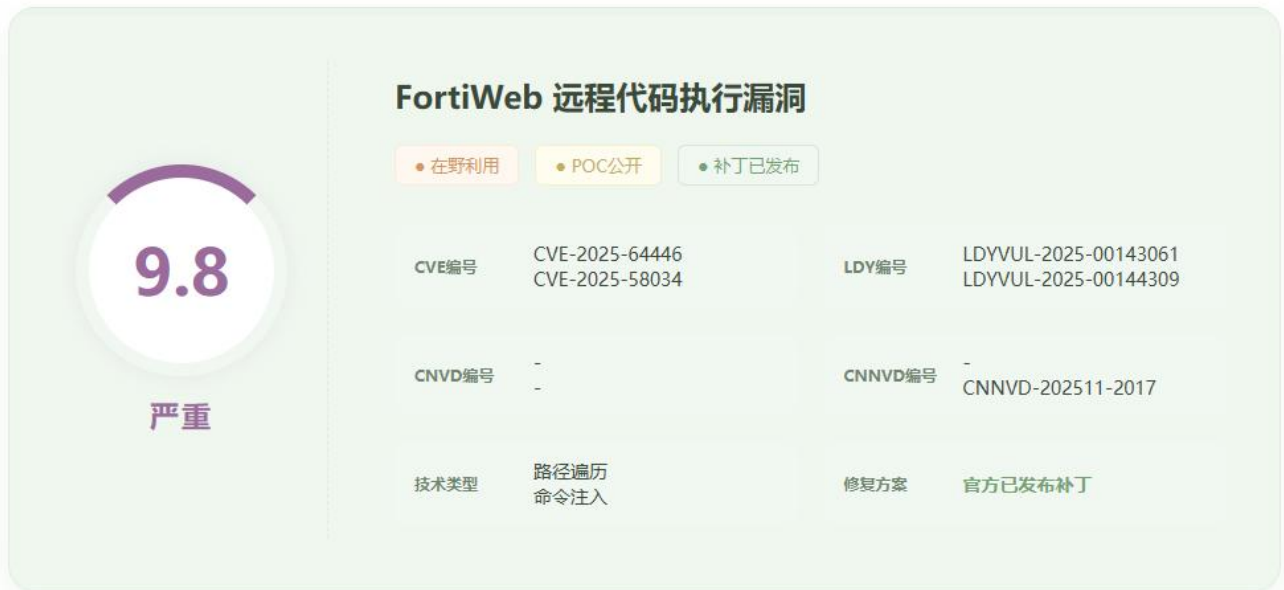 FortiWeb 远程代码执行漏洞
● 在野利用
● POC公开
● 补丁已发布
9.8
严重
CVE编号
CVE-2025-64446
CVE-2025-58034
LDY编号
LDYVUL-2025-00143061
LDYVUL-2025-00144309
CNVD编号
-
-
CNNVD编号
-
CNNVD-202511-2017
技术类型
路径遍历
命令注入
修复方案
官方已发布补丁